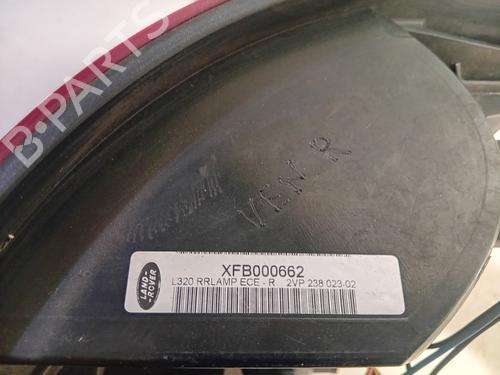 B-PARTS
VEN R
XFB000662
LAND-
ROVER
L320 RRLAMP ECE - R 2VP 238 023-02